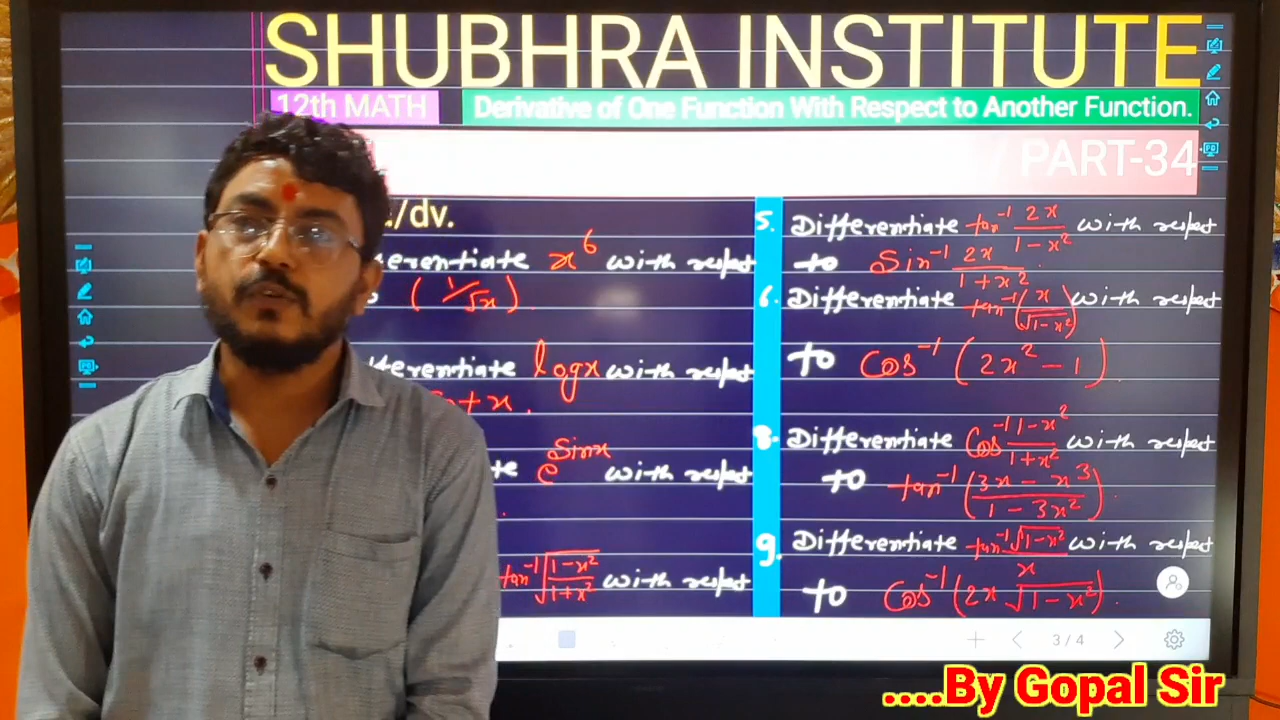 SHUBHRA INSTITUTE
12th MATH
Derivative of One Function With Respect to Another Function.
PART-34
/dv.
erentiate x⁶ with respect
(1/√x).
ferentiate logx with respect
+ x.
te e^sinx with respect
.
tan⁻¹√((1-x²)/(1+x²)) with respect
5. Differentiate tan⁻¹ 2x/(1-x²) with respect
to Sin⁻¹ 2x/(1+x²).
6. Differentiate tan⁻¹(x/√(1-x²)) with respect
to Cos⁻¹(2x²-1).
8. Differentiate Cos⁻¹ (1-x²)/(1+x²) with respect
to tan⁻¹((3x-x³)/(1-3x²)).
9. Differentiate tan⁻¹ √(1-x²)/x with respect
to Cos⁻¹(2x√(1-x²)).
3/4
....By Gopal Sir